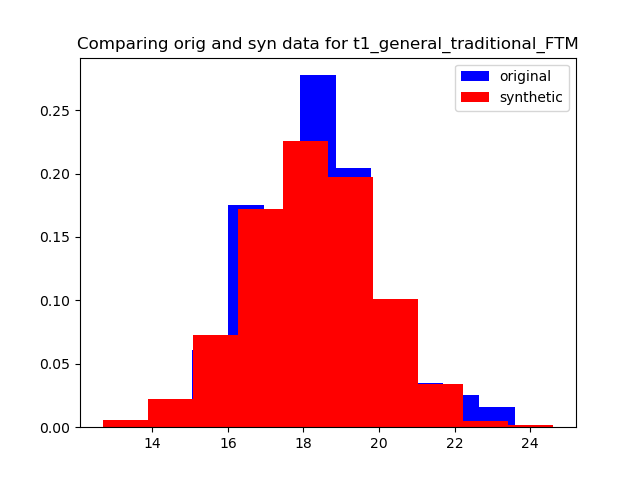 Comparing orig and syn data for t1_general_traditional_FTM
original
synthetic
0.25
0.20
0.15
0.10
0.05
0.00
14 16 18 20 22 24